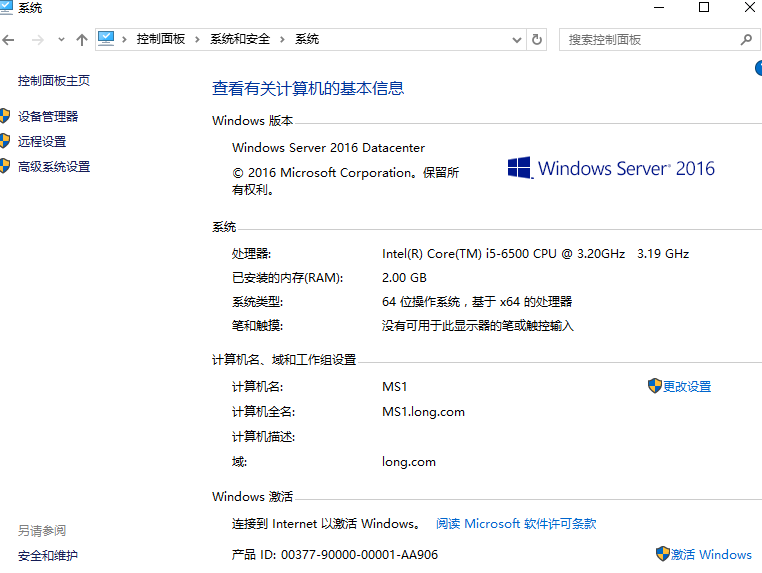 系统
控制面板 系统和安全 系统 搜索控制面板
控制面板主页
设备管理器
远程设置
高级系统设置
查看有关计算机的基本信息
Windows 版本
Windows Server 2016 Datacenter
© 2016 Microsoft Corporation。保留所
有权利。
Windows Server® 2016
系统
处理器: Intel(R) Core(TM) i5-6500 CPU @ 3.20GHz 3.19 GHz
已安装的内存(RAM): 2.00 GB
系统类型: 64 位操作系统，基于 x64 的处理器
笔和触摸: 没有可用于此显示器的笔或触控输入
计算机名、域和工作组设置
计算机名: MS1 更改设置
计算机全名: MS1.long.com
计算机描述:
域: long.com
Windows 激活
连接到 Internet 以激活 Windows。 阅读 Microsoft 软件许可条款
产品 ID: 00377-90000-00001-AA906 激活 Windows
另请参阅
安全和维护